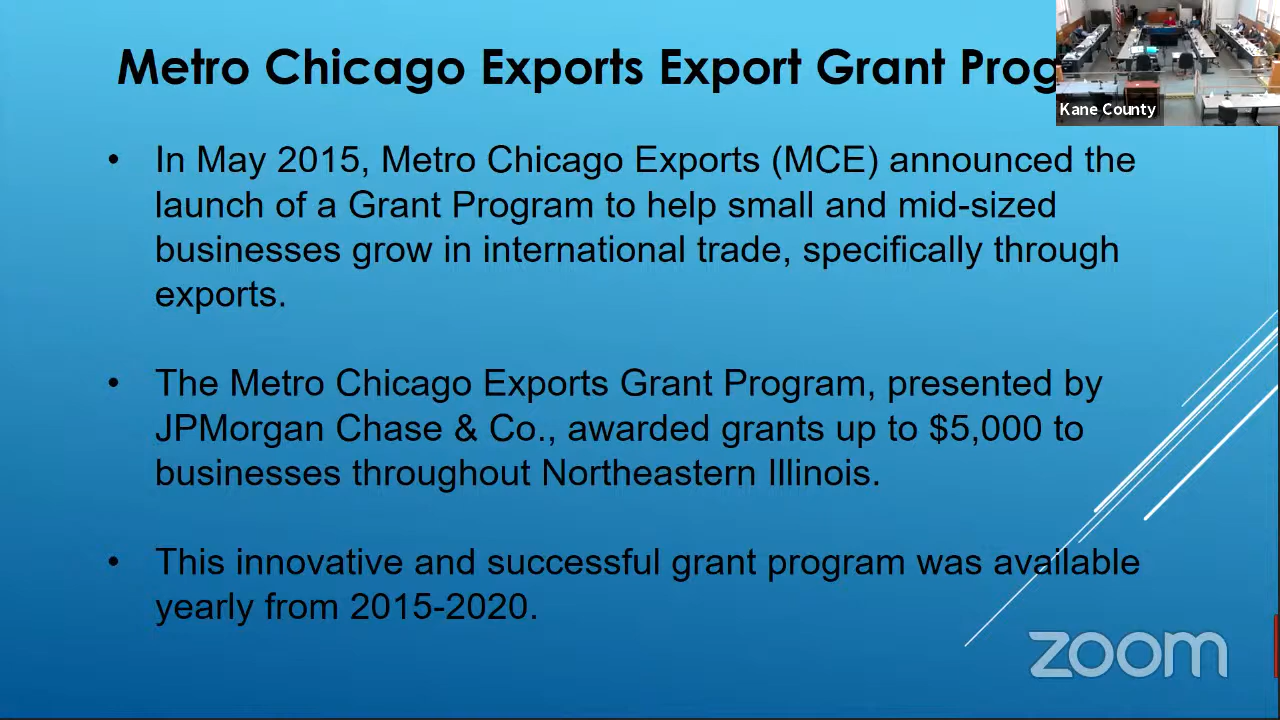 Metro Chicago Exports Export Grant Prog
Kane County
• In May 2015, Metro Chicago Exports (MCE) announced the
launch of a Grant Program to help small and mid-sized
businesses grow in international trade, specifically through
exports.
• The Metro Chicago Exports Grant Program, presented by
JPMorgan Chase & Co., awarded grants up to $5,000 to
businesses throughout Northeastern Illinois.
• This innovative and successful grant program was available
yearly from 2015-2020.
zoom